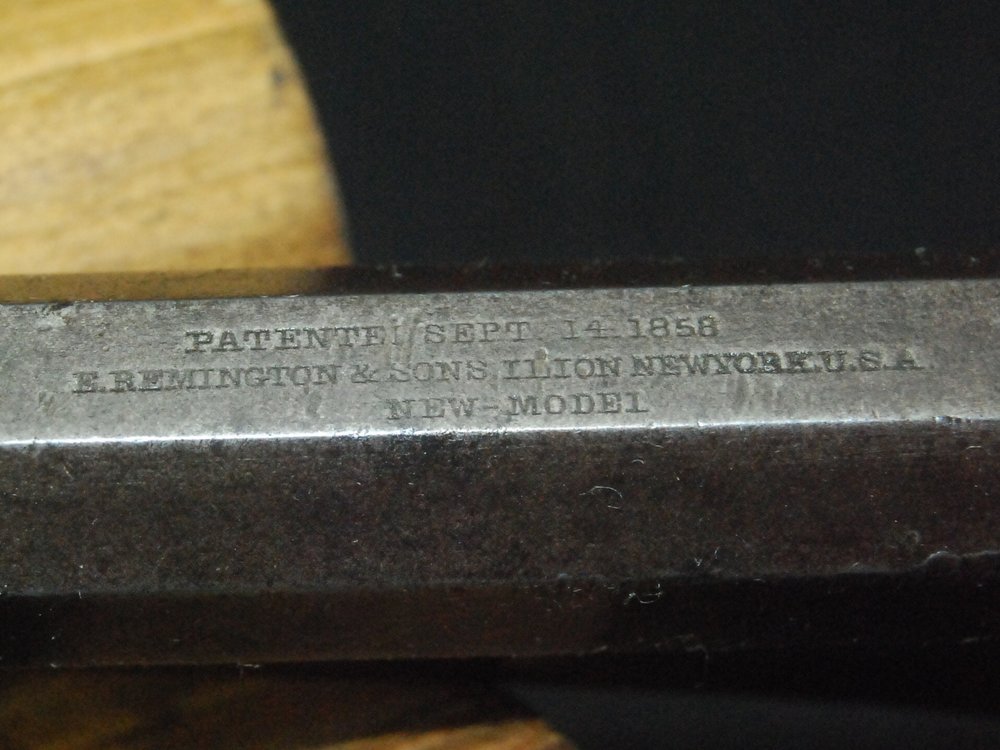 PATENTED SEPT 14 1858
E.REMINGTON & SONS ILION NEWYORK.U.S.A
NEW-MODEL